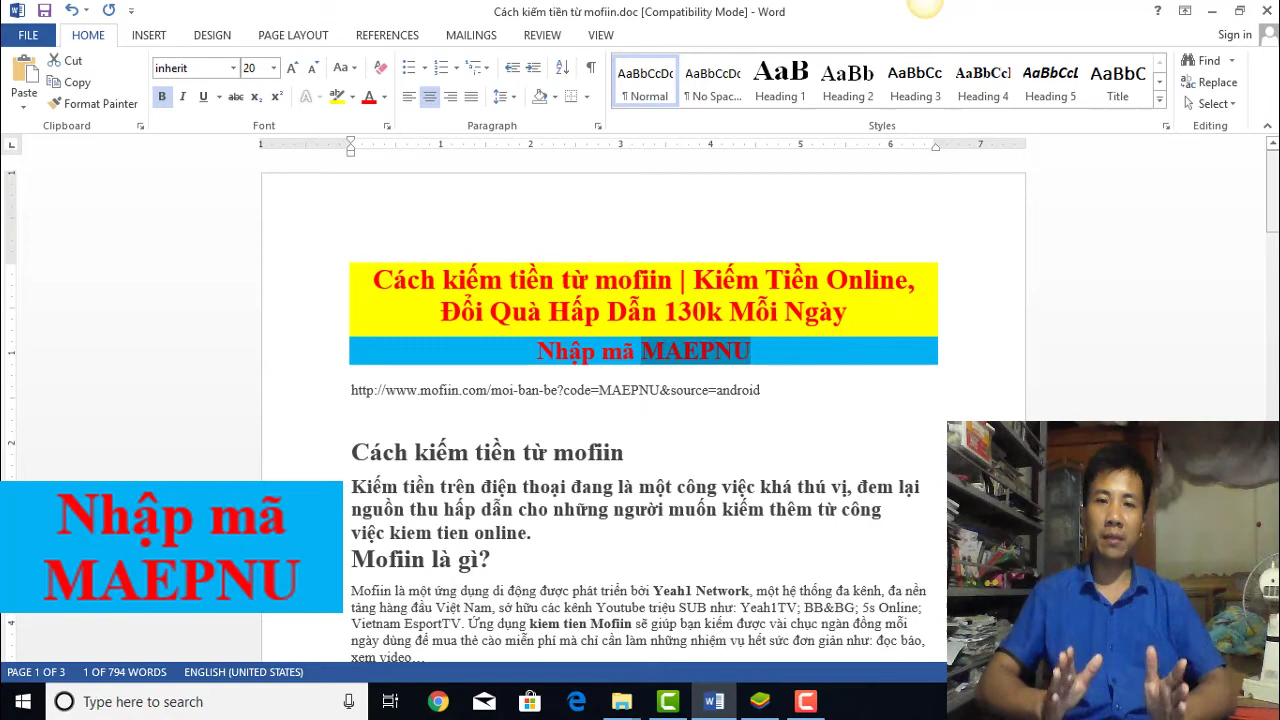 Cách kiếm tiền từ mofiin.doc [Compatibility Mode] - Word
FILE HOME INSERT DESIGN PAGE LAYOUT REFERENCES MAILINGS REVIEW VIEW Sign in
Paste
Cut
Copy
Format Painter
Clipboard
inherit 20
Font
Paragraph
AaBbCcDc AaBbCcDc AaB AaBb AaBbCc AaBbCcI AaBbCcL AaBbC
¶ Normal ¶ No Spac... Heading 1 Heading 2 Heading 3 Heading 4 Heading 5 Title
Styles
Find
Replace
Select
Editing
1 1 2 3 4 5 6 7
Cách kiếm tiền từ mofiin | Kiếm Tiền Online,
Đổi Quà Hấp Dẫn 130k Mỗi Ngày
Nhập mã MAEPNU
http://www.mofiin.com/moi-ban-be?code=MAEPNU&source=android
Cách kiếm tiền từ mofiin
Kiếm tiền trên điện thoại đang là một công việc khá thú vị, đem lại
nguồn thu hấp dẫn cho những người muốn kiếm thêm từ công
việc kiem tien online.
Mofiin là gì?
Mofiin là một ứng dụng di động được phát triển bởi Yeah1 Network, một hệ thống đa kênh, đa nền
tảng hàng đầu Việt Nam, sở hữu các kênh Youtube triệu SUB như: Yeah1TV; BB&BG; 5s Online;
Vietnam EsportTV. Ứng dụng kiem tien Mofiin sẽ giúp bạn kiếm được vài chục ngàn đồng mỗi
ngày dùng để mua thẻ cào miễn phí mà chỉ cần làm những nhiệm vụ hết sức đơn giản như: đọc báo,
xem video…
Nhập mã
MAEPNU
PAGE 1 OF 3 1 OF 794 WORDS ENGLISH (UNITED STATES)
Type here to search